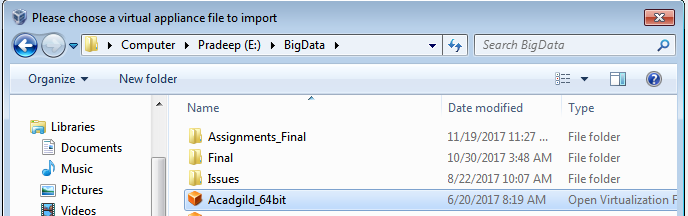 Please choose a virtual appliance file to import
Computer Pradeep (E:) BigData Search BigData
Organize New folder
Name Date modified Type
Libraries
Documents
Music
Pictures
Videos
Assignments_Final 11/19/2017 11:27 ... File folder
Final 10/30/2017 3:48 AM File folder
Issues 8/22/2017 10:07 AM File folder
Acadgild_64bit 6/20/2017 8:19 AM Open Virtualization F